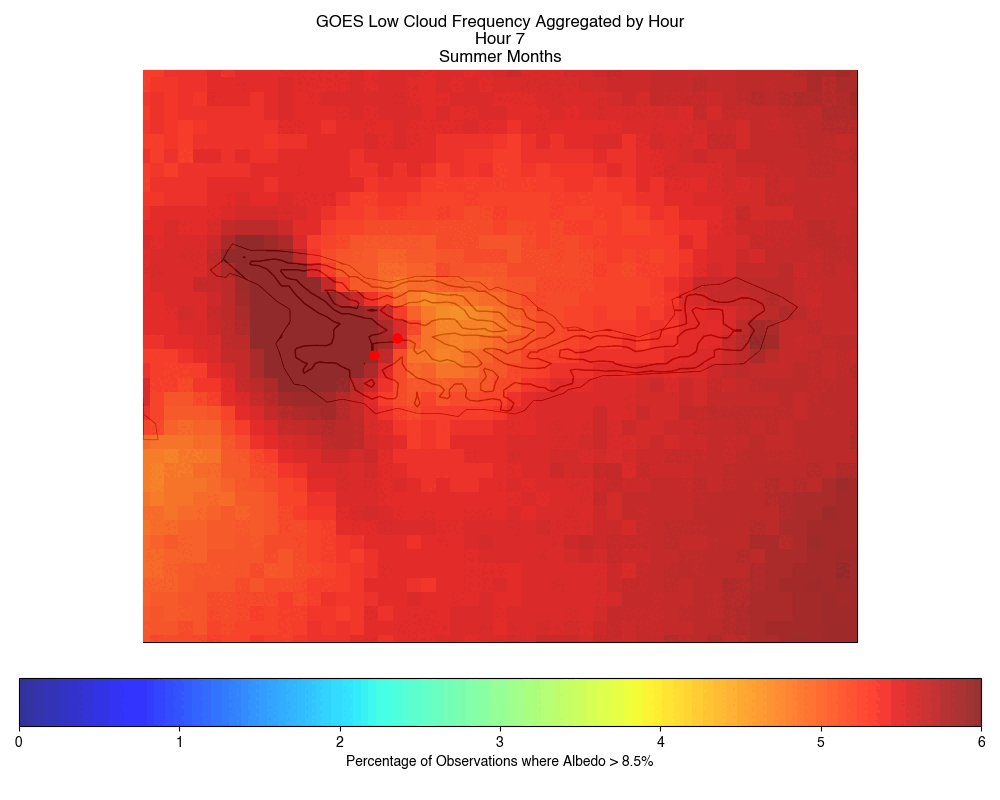 GOES Low Cloud Frequency Aggregated by Hour
Hour 7
Summer Months
0 1 2 3 4 5 6
Percentage of Observations where Albedo > 8.5%